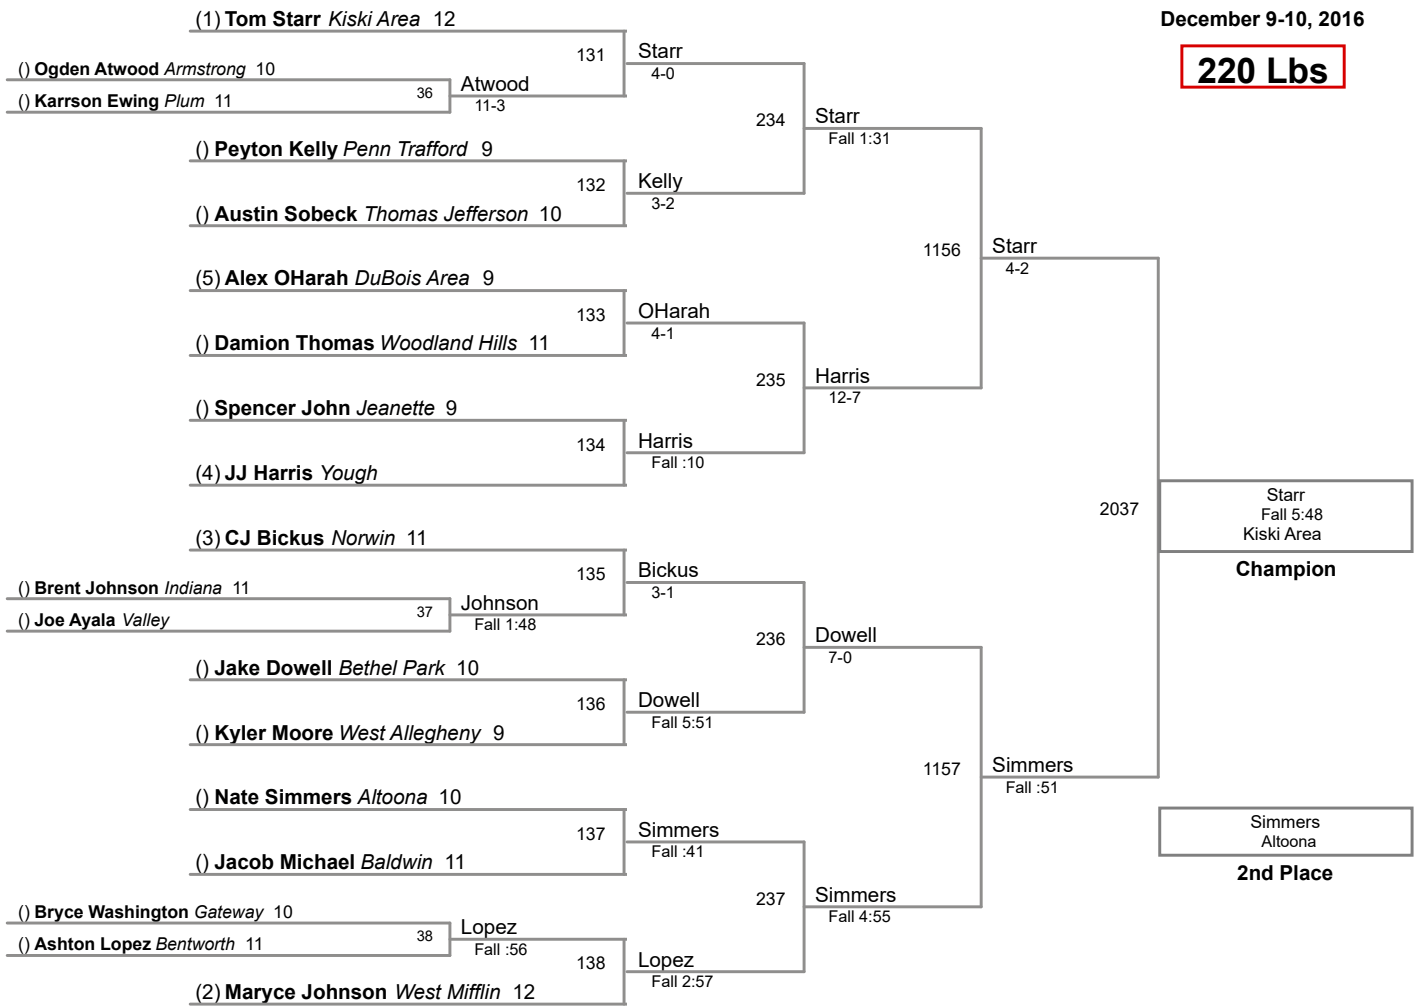 (1) Tom Starr Kiski Area 12
December 9-10, 2016
220 Lbs
131
Starr
4-0
() Ogden Atwood Armstrong 10
36
Atwood
11-3
() Karrson Ewing Plum 11
234
Starr
Fall 1:31
() Peyton Kelly Penn Trafford 9
132
Kelly
3-2
() Austin Sobeck Thomas Jefferson 10
1156
Starr
4-2
(5) Alex OHarah DuBois Area 9
133
OHarah
4-1
() Damion Thomas Woodland Hills 11
235
Harris
12-7
() Spencer John Jeanette 9
134
Harris
Fall :10
(4) JJ Harris Yough
2037
Starr
Fall 5:48
Kiski Area
Champion
(3) CJ Bickus Norwin 11
135
Bickus
3-1
() Brent Johnson Indiana 11
37
Johnson
Fall 1:48
() Joe Ayala Valley
236
Dowell
7-0
() Jake Dowell Bethel Park 10
136
Dowell
Fall 5:51
() Kyler Moore West Allegheny 9
1157
Simmers
Fall :51
() Nate Simmers Altoona 10
137
Simmers
Fall :41
() Jacob Michael Baldwin 11
Simmers
Altoona
2nd Place
237
Simmers
Fall 4:55
() Bryce Washington Gateway 10
38
Lopez
Fall :56
() Ashton Lopez Bentworth 11
138
Lopez
Fall 2:57
(2) Maryce Johnson West Mifflin 12